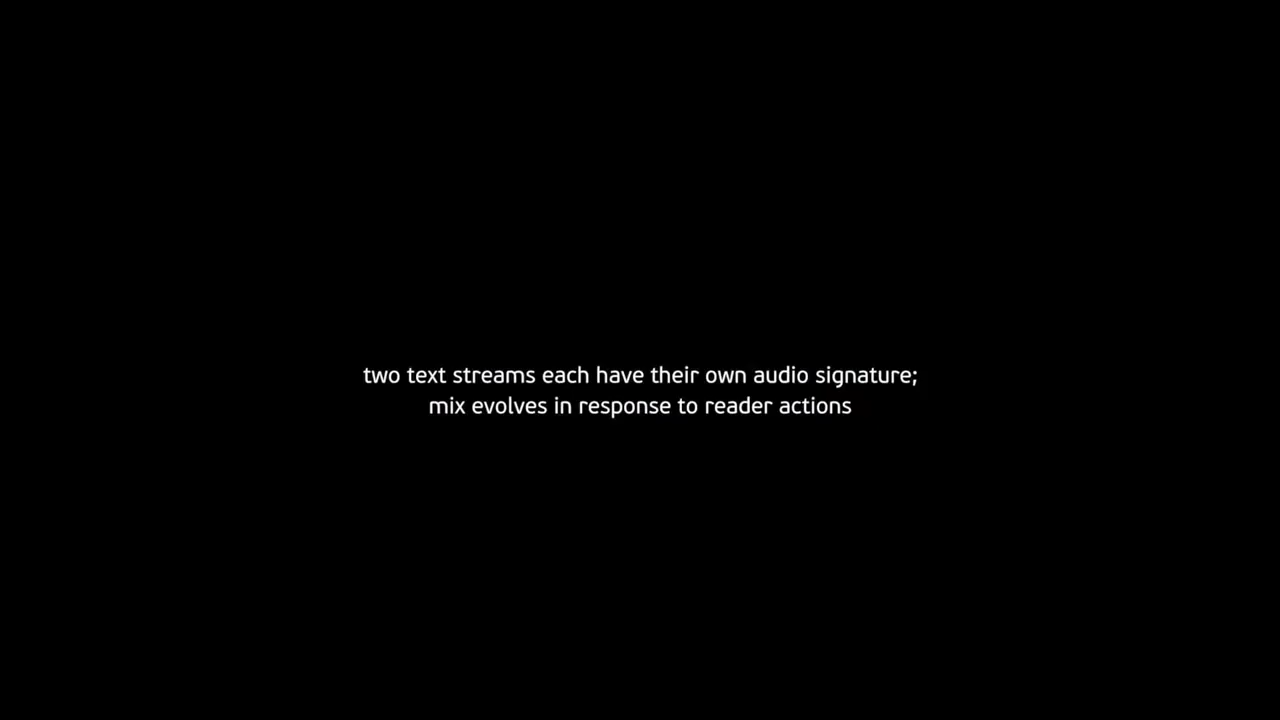 two text streams each have their own audio signature;
mix evolves in response to reader actions